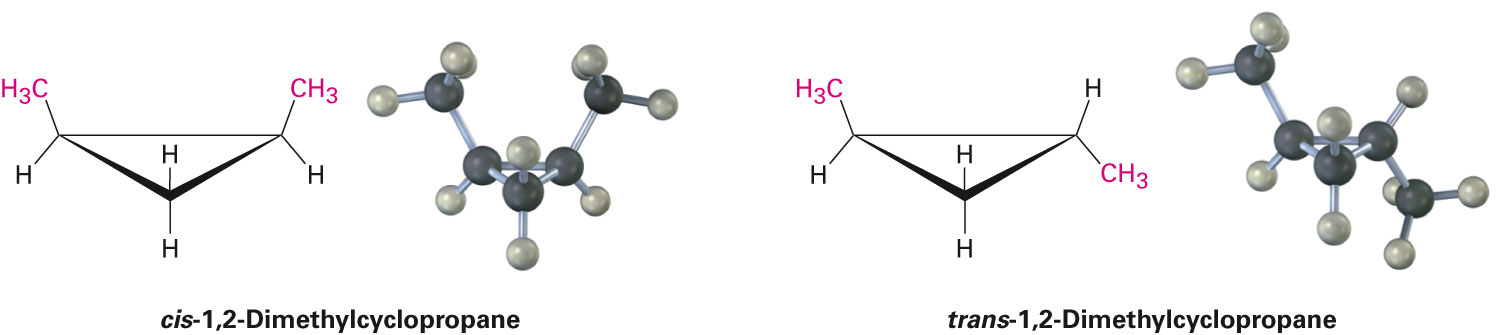 H₃C CH₃
H
H H
H
H
H₃C
H
H
H CH₃
H
cis-1,2-Dimethylcyclopropane
trans-1,2-Dimethylcyclopropane